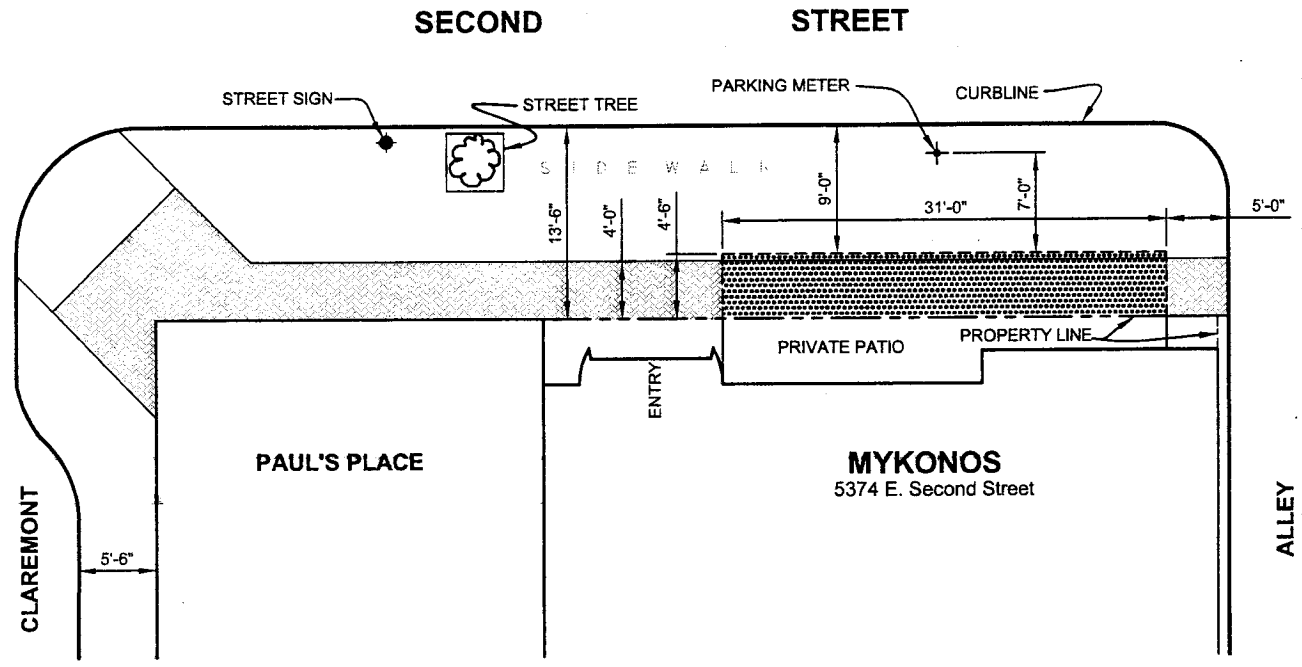 SECOND STREET
STREET SIGN
STREET TREE
PARKING METER
CURBLINE
SIDEWALK
13'-6"
4'-0"
4'-6"
9'-0"
31'-0"
7'-0"
5'-0"
PRIVATE PATIO
PROPERTY LINE
ENTRY
PAUL'S PLACE
MYKONOS
5374 E. Second Street
CLAREMONT
5'-6"
ALLEY